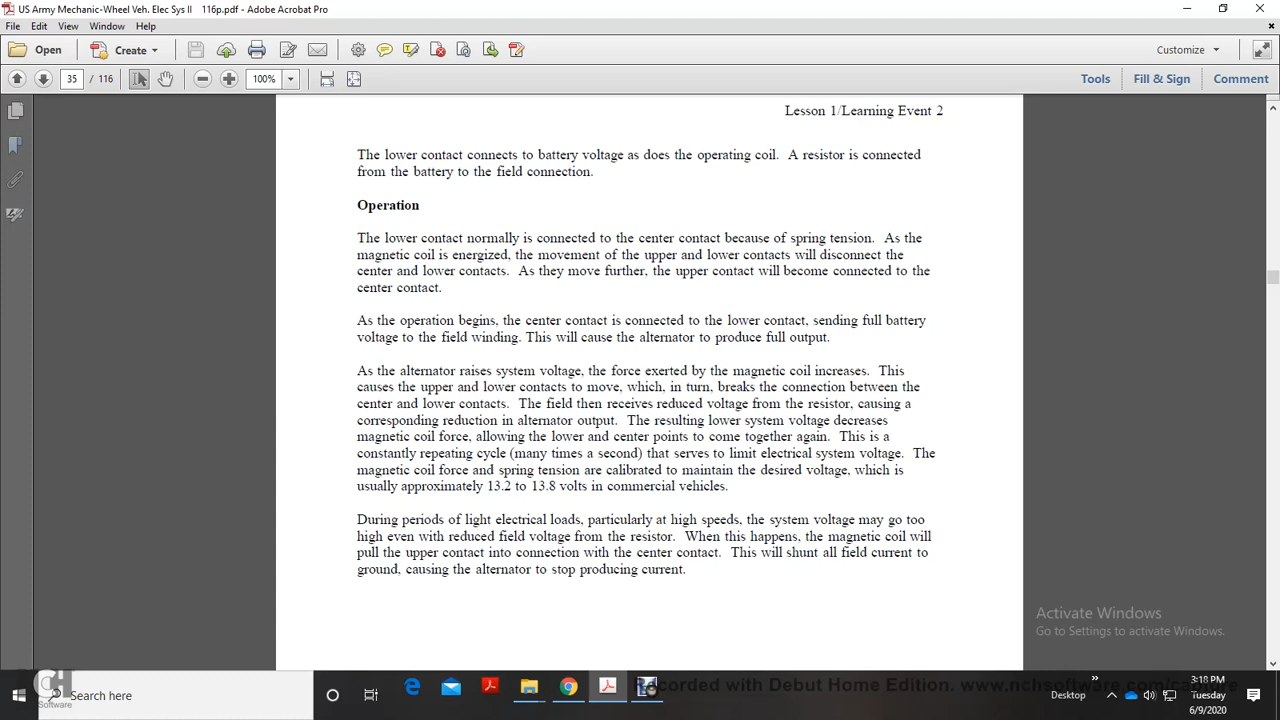 US Army Mechanic-Wheel Veh. Elec Sys II 116p.pdf - Adobe Acrobat Pro
File Edit View Window Help
Open Create Customize
35 / 116 100% Tools Fill & Sign Comment
Lesson 1/Learning Event 2
The lower contact connects to battery voltage as does the operating coil. A resistor is connected
from the battery to the field connection.
Operation
The lower contact normally is connected to the center contact because of spring tension. As the
magnetic coil is energized, the movement of the upper and lower contacts will disconnect the
center and lower contacts. As they move further, the upper contact will become connected to the
center contact.
As the operation begins, the center contact is connected to the lower contact, sending full battery
voltage to the field winding. This will cause the alternator to produce full output.
As the alternator raises system voltage, the force exerted by the magnetic coil increases. This
causes the upper and lower contacts to move, which, in turn, breaks the connection between the
center and lower contacts. The field then receives reduced voltage from the resistor, causing a
corresponding reduction in alternator output. The resulting lower system voltage decreases
magnetic coil force, allowing the lower and center points to come together again. This is a
constantly repeating cycle (many times a second) that serves to limit electrical system voltage. The
magnetic coil force and spring tension are calibrated to maintain the desired voltage, which is
usually approximately 13.2 to 13.8 volts in commercial vehicles.
During periods of light electrical loads, particularly at high speeds, the system voltage may go too
high even with reduced field voltage from the resistor. When this happens, the magnetic coil will
pull the upper contact into connection with the center contact. This will shunt all field current to
ground, causing the alternator to stop producing current.
Activate Windows
Go to Settings to activate Windows.
Recorded with Debut Home Edition. www.nchsoftware.com/capture
NCH
Software
Search here
Desktop
3:18 PM
Tuesday
6/9/2020